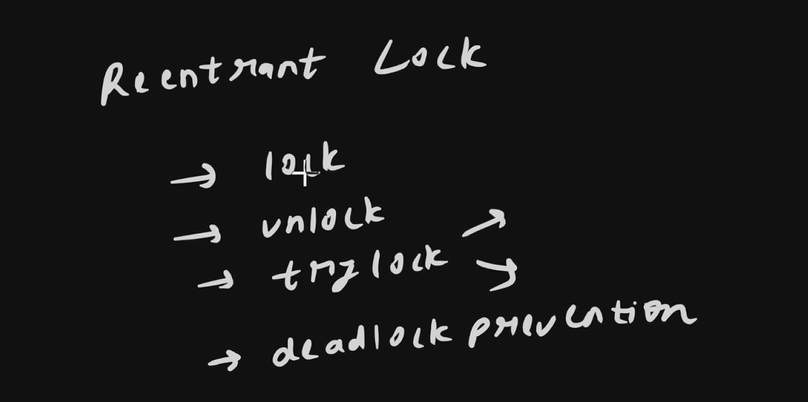 Reentrant Lock
→ lock
→ unlock
→ trylock
→ deadlock prevention